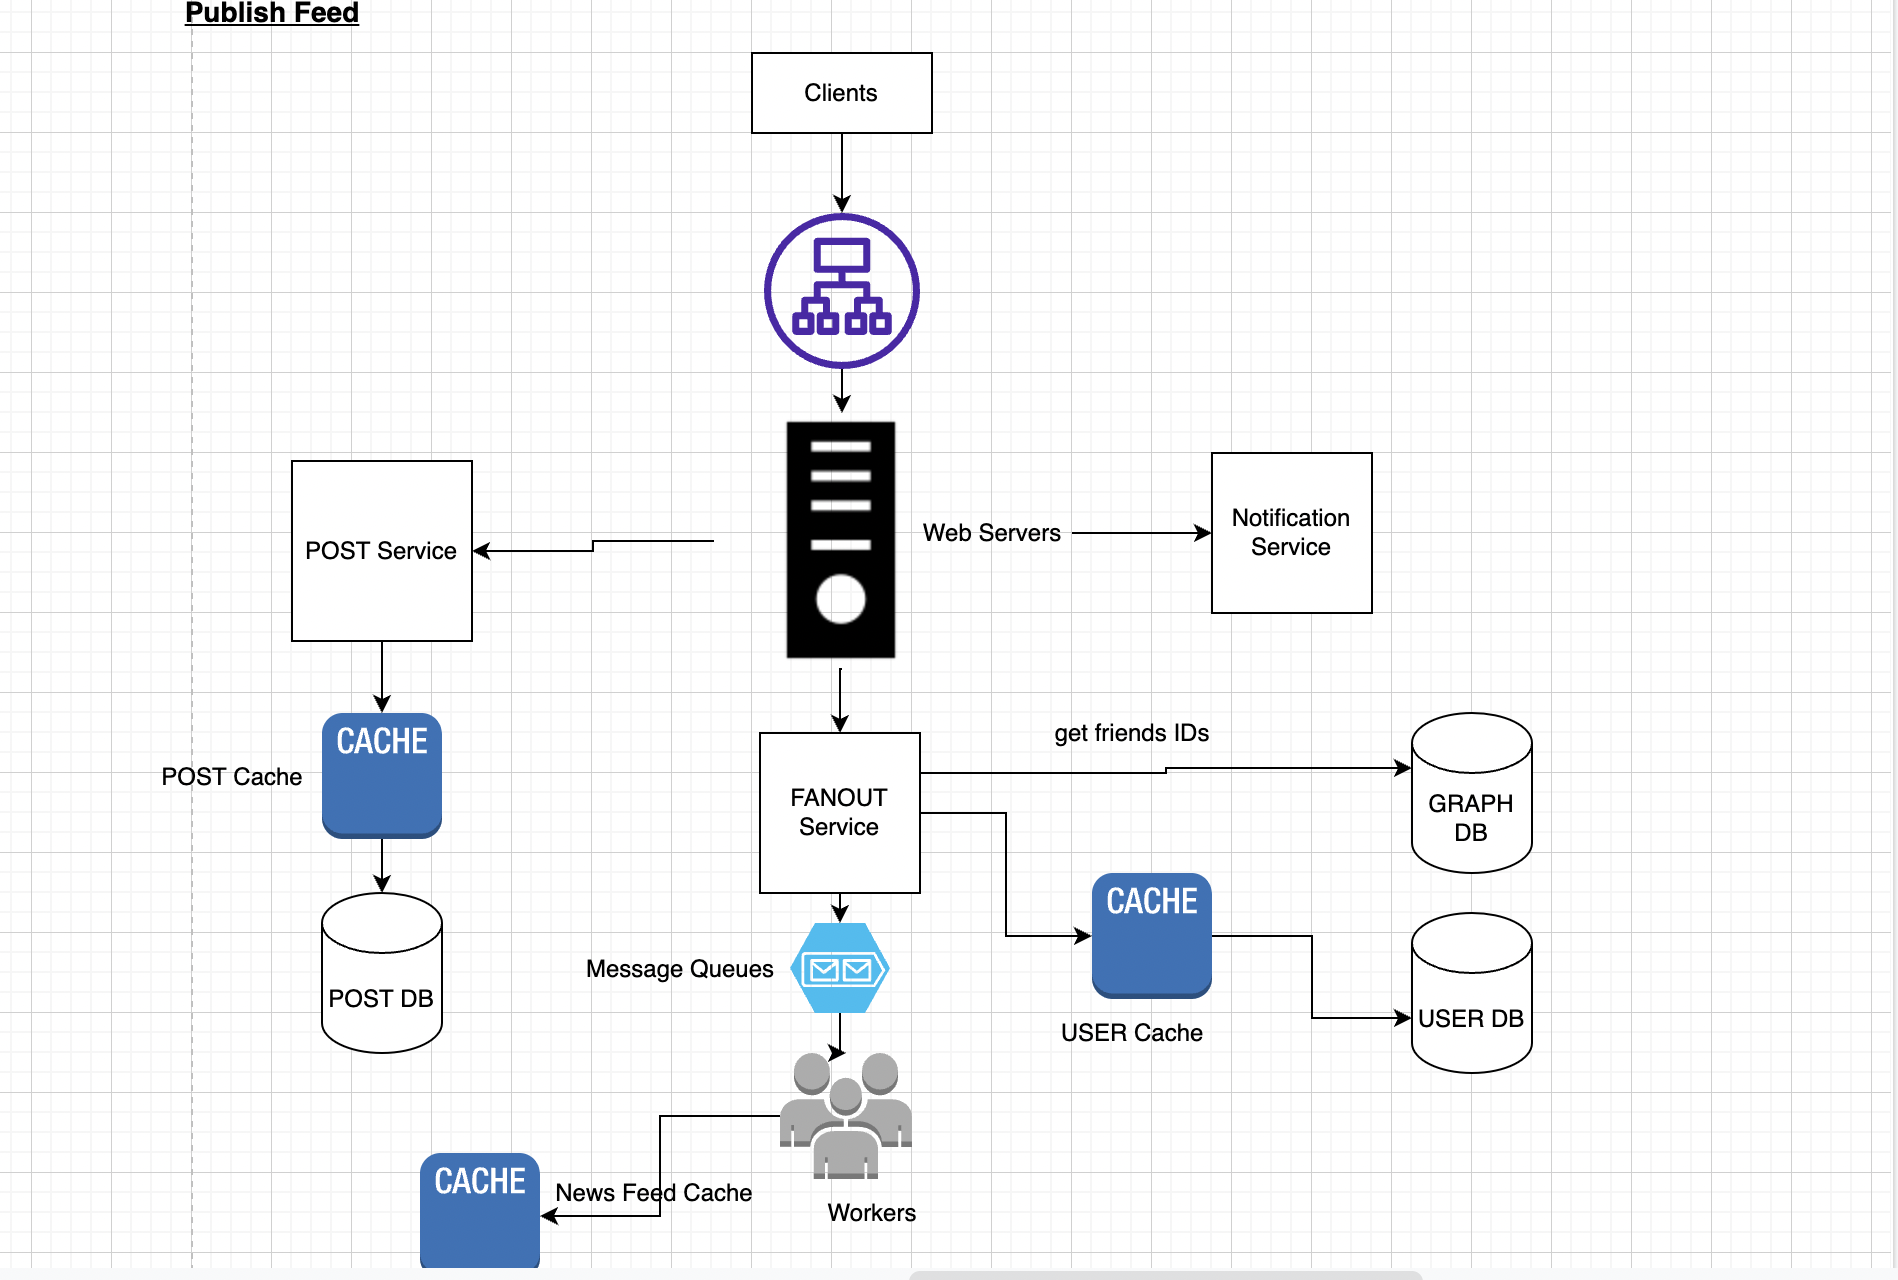 Publish Feed
Clients
POST Service
Web Servers
Notification
Service
CACHE
POST Cache
get friends IDs
FANOUT
Service
GRAPH
DB
CACHE
USER Cache
POST DB
Message Queues
USER DB
CACHE
News Feed Cache
Workers